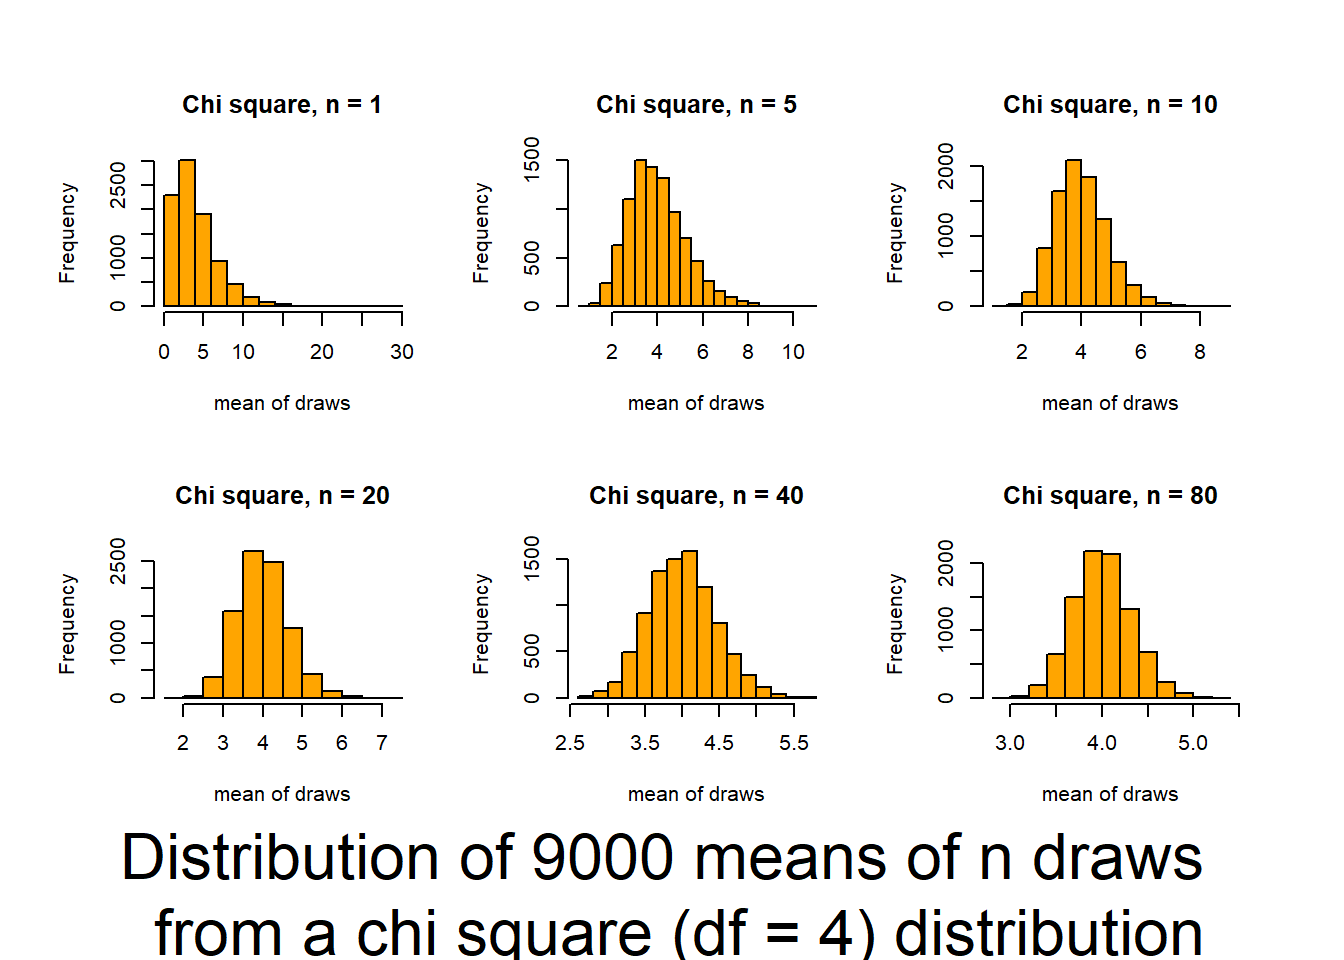 Chi square, n = 1
Frequency
0 1000 2500
0 5 10 20 30
mean of draws
Chi square, n = 5
Frequency
0 500 1500
2 4 6 8 10
mean of draws
Chi square, n = 10
Frequency
0 1000 2000
2 4 6 8
mean of draws
Chi square, n = 20
Frequency
0 1000 2500
2 3 4 5 6 7
mean of draws
Chi square, n = 40
Frequency
0 500 1500
2.5 3.5 4.5 5.5
mean of draws
Chi square, n = 80
Frequency
0 1000 2000
3.0 4.0 5.0
mean of draws
Distribution of 9000 means of n draws
from a chi square (df = 4) distribution